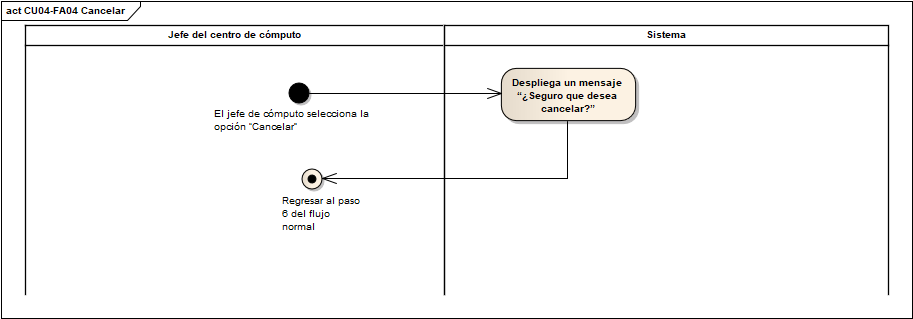 act CU04-FA04 Cancelar
Jefe del centro de cómputo
Sistema
Despliega un mensaje
“¿Seguro que desea
cancelar?”
El jefe de cómputo selecciona la
opción "Cancelar"
Regresar al paso
6 del flujo
normal